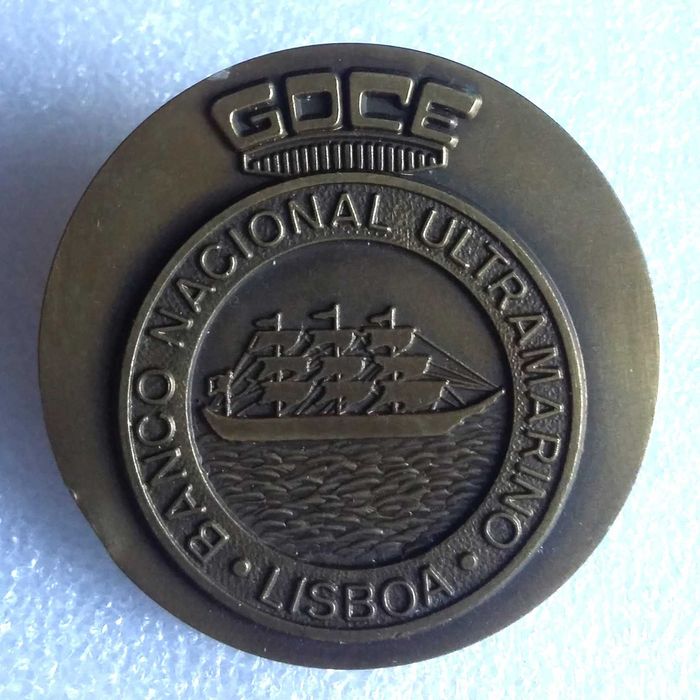 GDCE
BANCO NACIONAL ULTRAMARINO
• LISBOA •